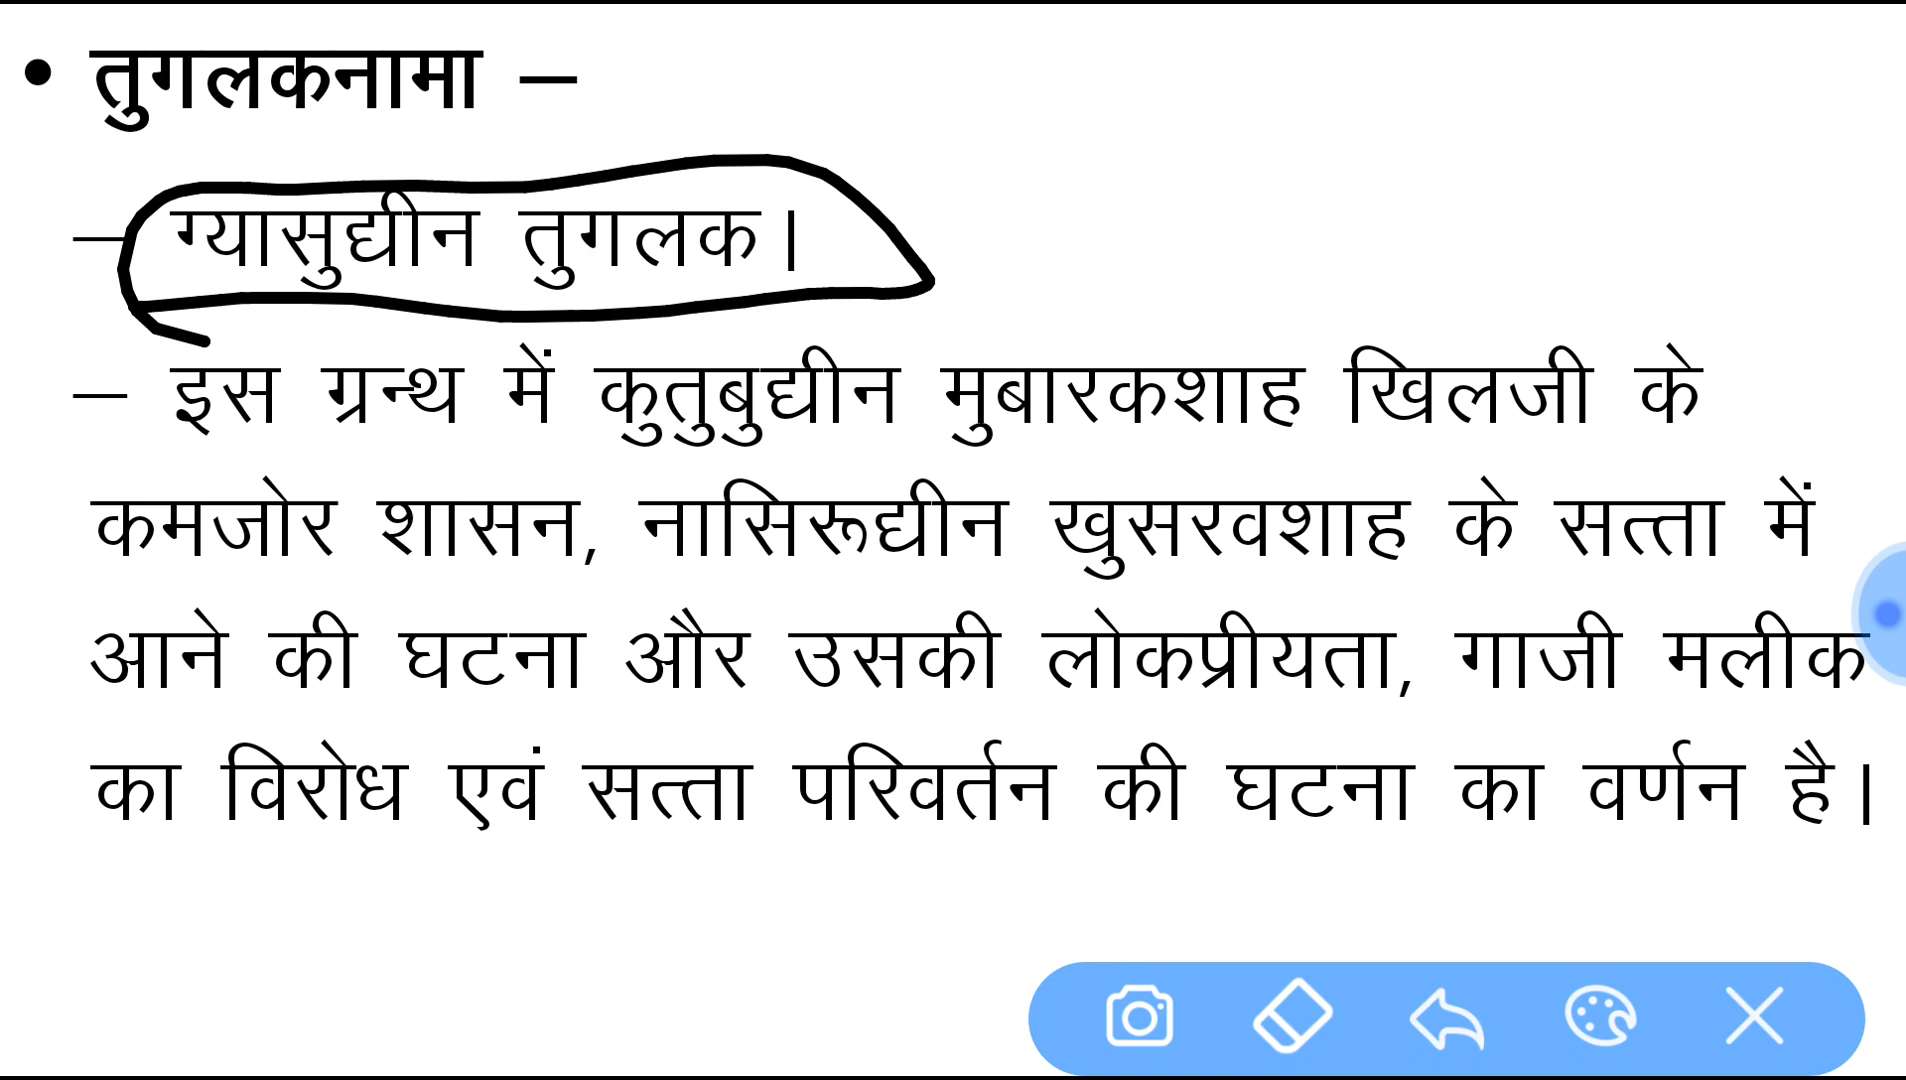 • तुगलकनामा –
– ग्यासुद्यीन तुगलक।
– इस ग्रन्थ में कुतुबुद्यीन मुबारकशाह खिलजी के
कमजोर शासन, नासिरूद्यीन खुसरवशाह के सत्ता में
आने की घटना और उसकी लोकप्रीयता, गाजी मलीक
का विरोध एवं सत्ता परिवर्तन की घटना का वर्णन है।